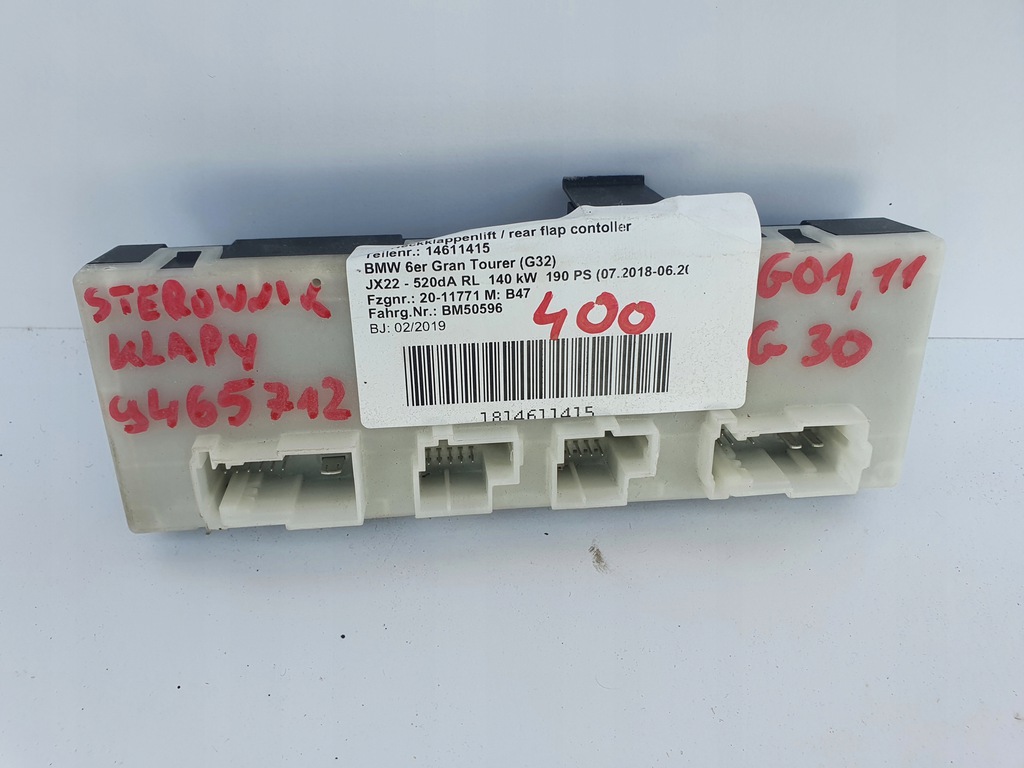 STEROWNIK
KLAPY
9465712
/ rear flap contoller
Teilenr.: 14611415
BMW 6er Gran Tourer (G32)
JX22 - 520dA RL 140 kW 190 PS (07.2018-06.20
Fzgnr.: 20-11771 M: B47
Fahrg.Nr.: BM50596
BJ: 02/2019
400
1814611415
G01, 11
G 30